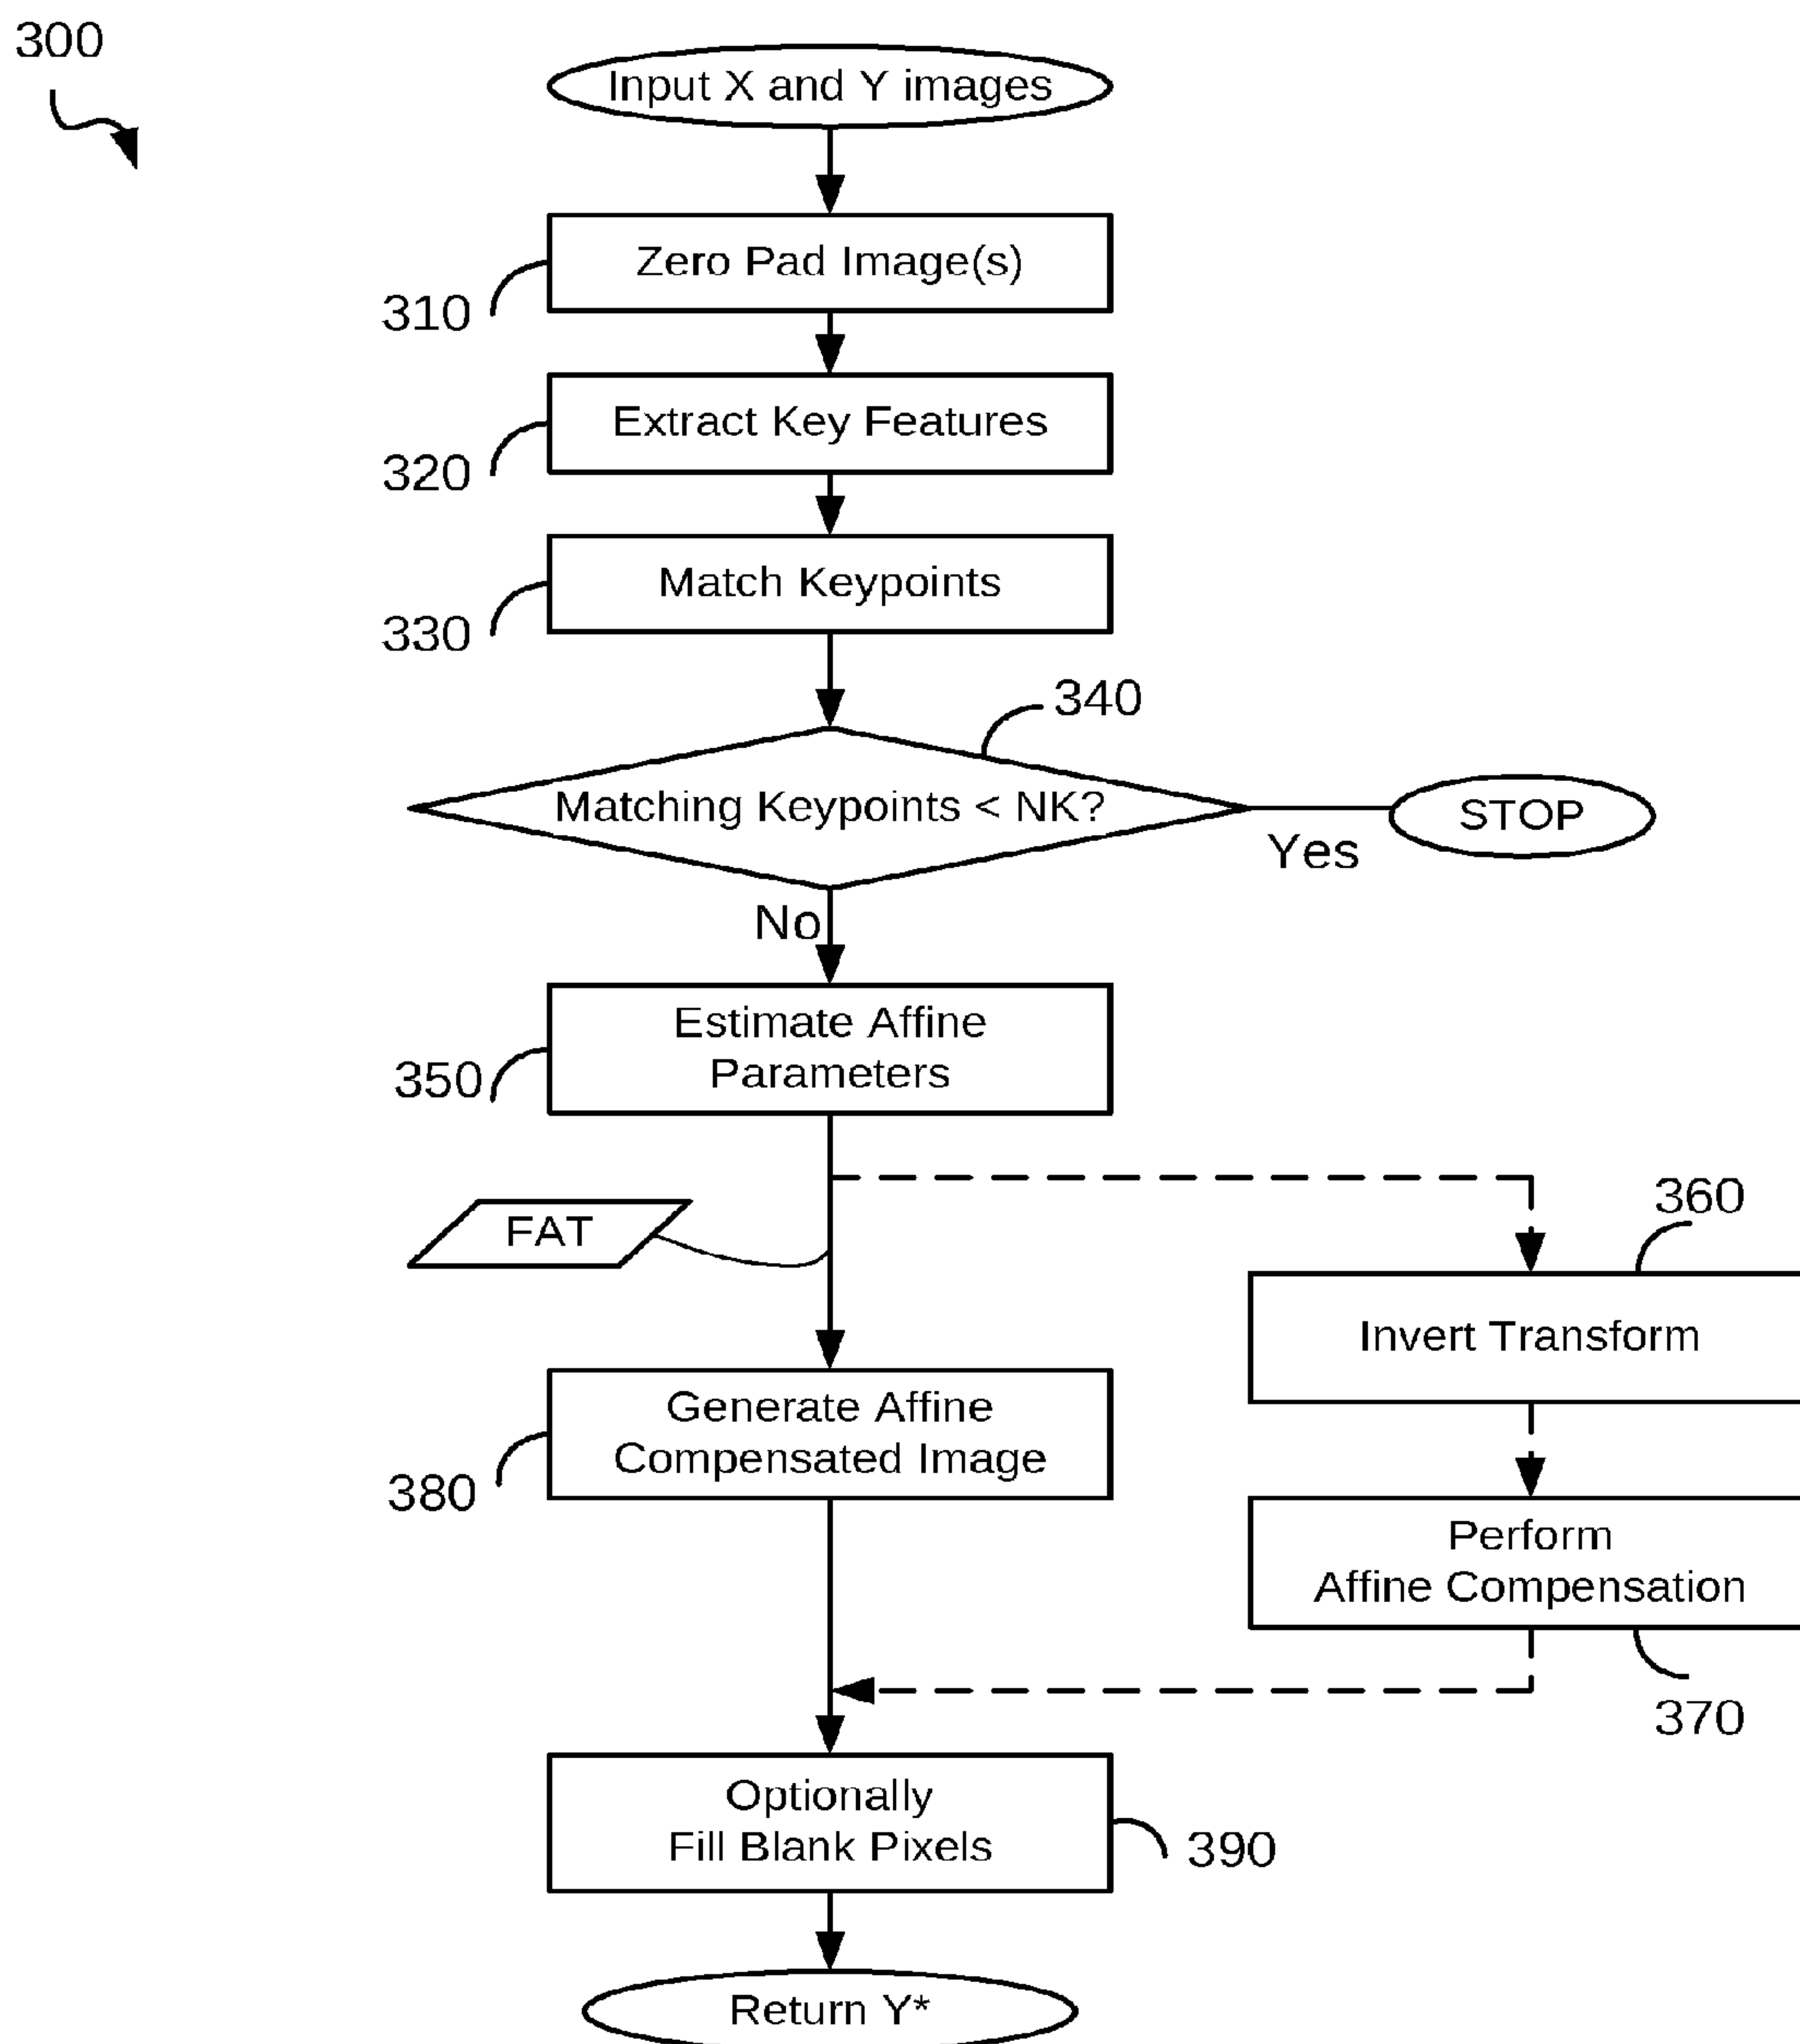 300
Input X and Y images
Zero Pad Image(s)
310
Extract Key Features
320
Match Keypoints
330
340
Matching Keypoints < NK?
STOP
Yes
No
Estimate Affine
Parameters
350
FAT
360
Invert Transform
Generate Affine
Compensated Image
380
Perform
Affine Compensation
370
Optionally
Fill Blank Pixels
390
Return Y*